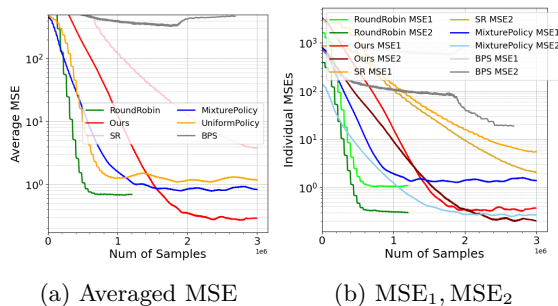 10²
10¹
10⁰
Average MSE
RoundRobin
Ours
SR
MixturePolicy
UniformPolicy
BPS
0
1
2
3
1e6
Num of Samples
(a) Averaged MSE
10³
10²
10¹
10⁰
Individual MSEs
RoundRobin MSE1
RoundRobin MSE2
Ours MSE1
Ours MSE2
SR MSE1
SR MSE2
MixturePolicy MSE1
MixturePolicy MSE2
BPS MSE1
BPS MSE2
0
1
2
3
1e6
Num of Samples
(b) MSE₁, MSE₂